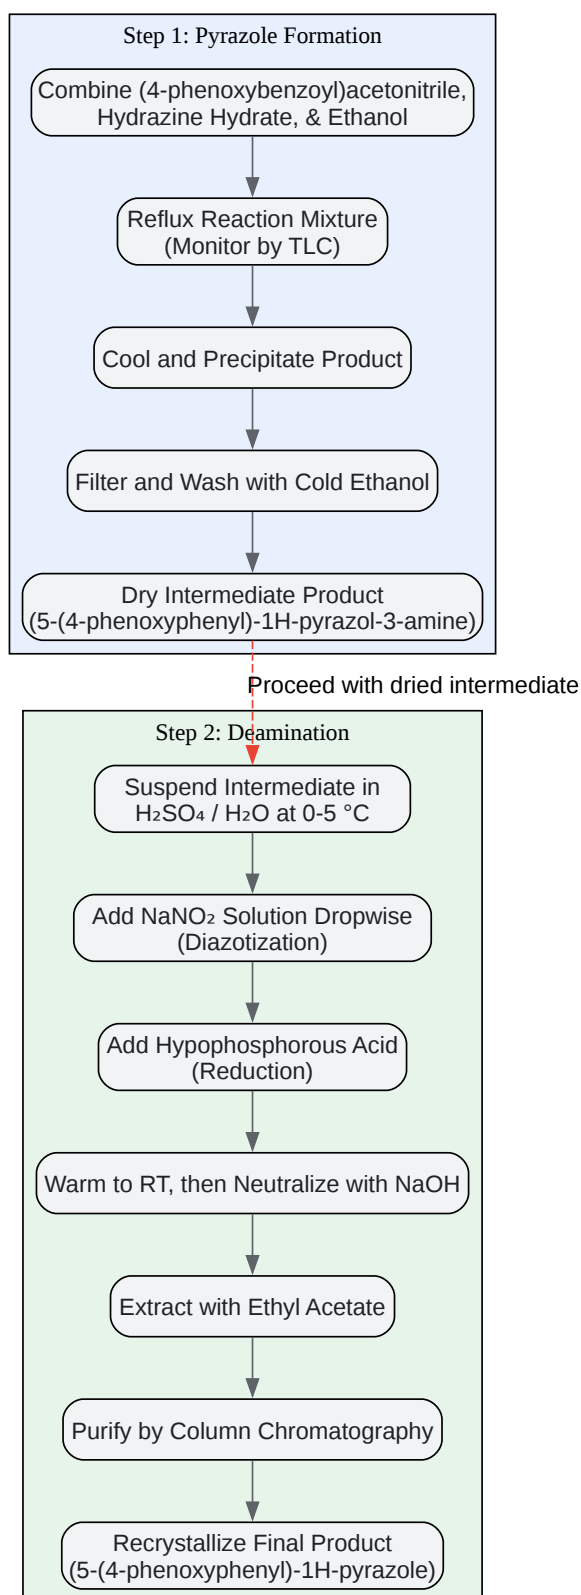 Step 1: Pyrazole Formation
Combine (4-phenoxybenzoyl)acetonitrile,
Hydrazine Hydrate, & Ethanol
Reflux Reaction Mixture
(Monitor by TLC)
Cool and Precipitate Product
Filter and Wash with Cold Ethanol
Dry Intermediate Product
(5-(4-phenoxyphenyl)-1H-pyrazol-3-amine)
Proceed with dried intermediate
Step 2: Deamination
Suspend Intermediate in
H₂SO₄ / H₂O at 0-5 °C
Add NaNO₂ Solution Dropwise
(Diazotization)
Add Hypophosphorous Acid
(Reduction)
Warm to RT, then Neutralize with NaOH
Extract with Ethyl Acetate
Purify by Column Chromatography
Recrystallize Final Product
(5-(4-phenoxyphenyl)-1H-pyrazole)